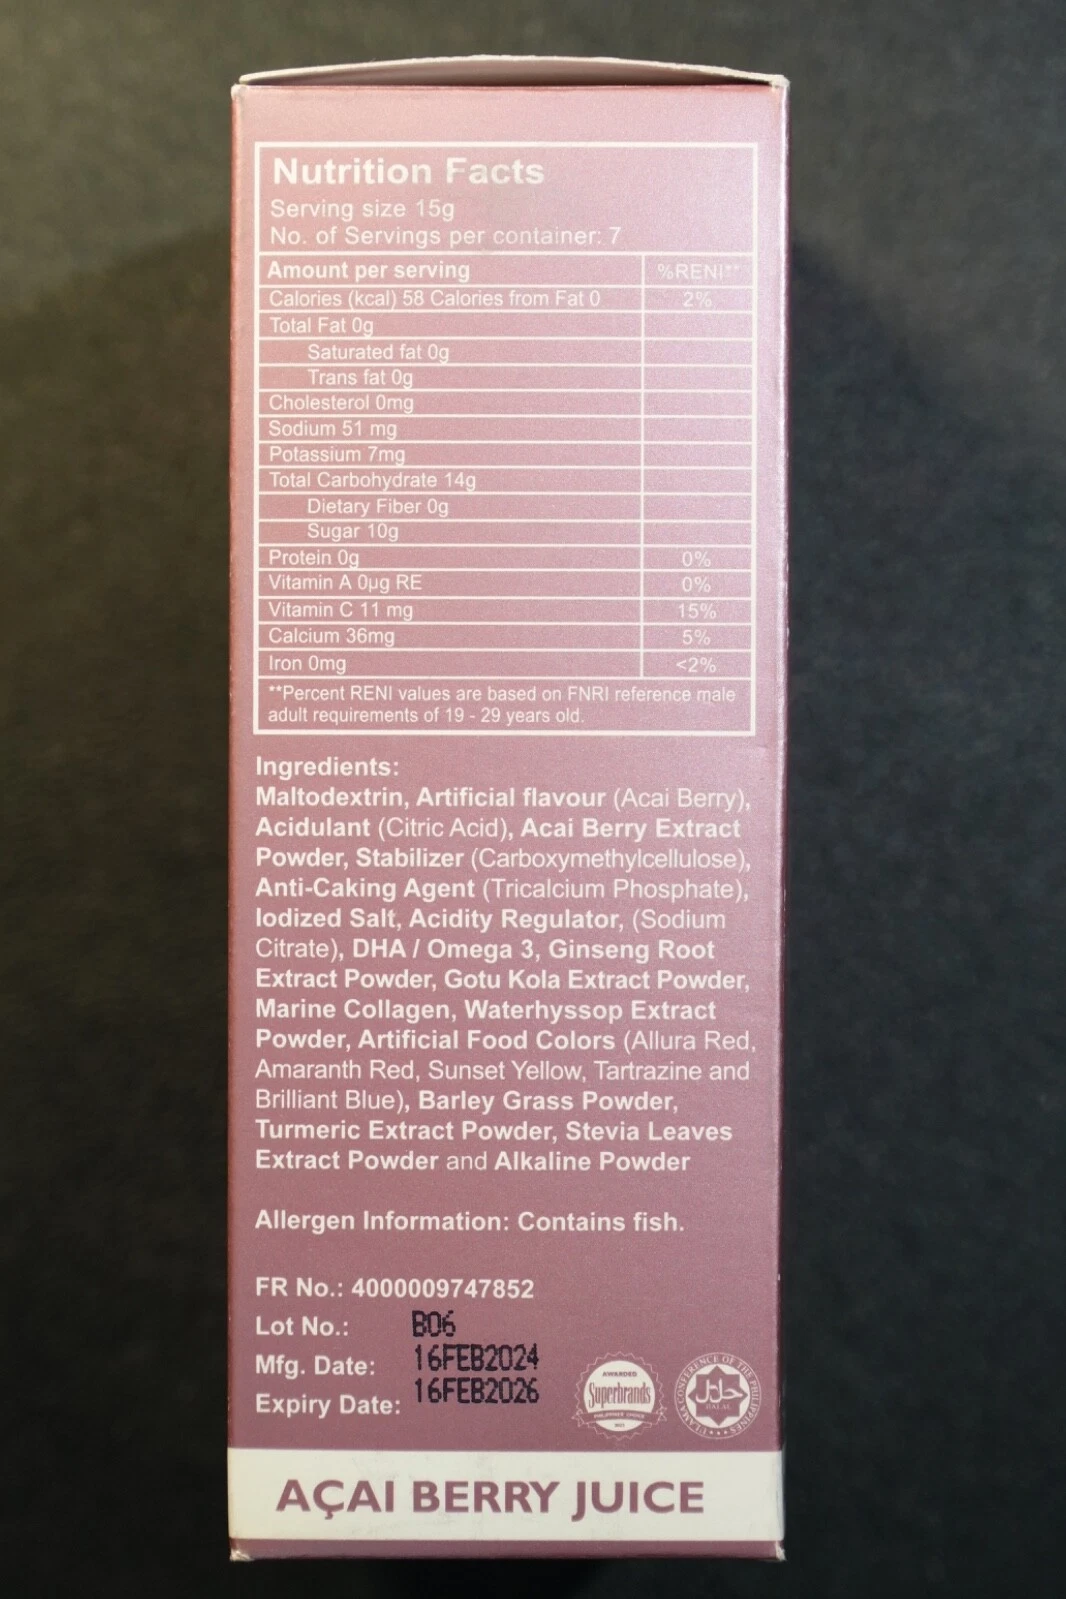 Nutrition Facts
Serving size 15g
No. of Servings per container: 7
Amount per serving %RENI**
Calories (kcal) 58 Calories from Fat 0 2%
Total Fat 0g
Saturated fat 0g
Trans fat 0g
Cholesterol 0mg
Sodium 51 mg
Potassium 7mg
Total Carbohydrate 14g
Dietary Fiber 0g
Sugar 10g
Protein 0g 0%
Vitamin A 0µg RE 0%
Vitamin C 11 mg 15%
Calcium 36mg 5%
Iron 0mg <2%
**Percent RENI values are based on FNRI reference male
adult requirements of 19 - 29 years old.
Ingredients:
Maltodextrin, Artificial flavour (Acai Berry),
Acidulant (Citric Acid), Acai Berry Extract
Powder, Stabilizer (Carboxymethylcellulose),
Anti-Caking Agent (Tricalcium Phosphate),
Iodized Salt, Acidity Regulator, (Sodium
Citrate), DHA / Omega 3, Ginseng Root
Extract Powder, Gotu Kola Extract Powder,
Marine Collagen, Waterhyssop Extract
Powder, Artificial Food Colors (Allura Red,
Amaranth Red, Sunset Yellow, Tartrazine and
Brilliant Blue), Barley Grass Powder,
Turmeric Extract Powder, Stevia Leaves
Extract Powder and Alkaline Powder
Allergen Information: Contains fish.
FR No.: 4000009747852
Lot No.: B06
Mfg. Date: 16FEB2024
Expiry Date: 16FEB2026
AWARDED
Superbrands
ULAMA CONFERENCE OF THE PHILIPPINES
حلال
HALAL
AÇAI BERRY JUICE